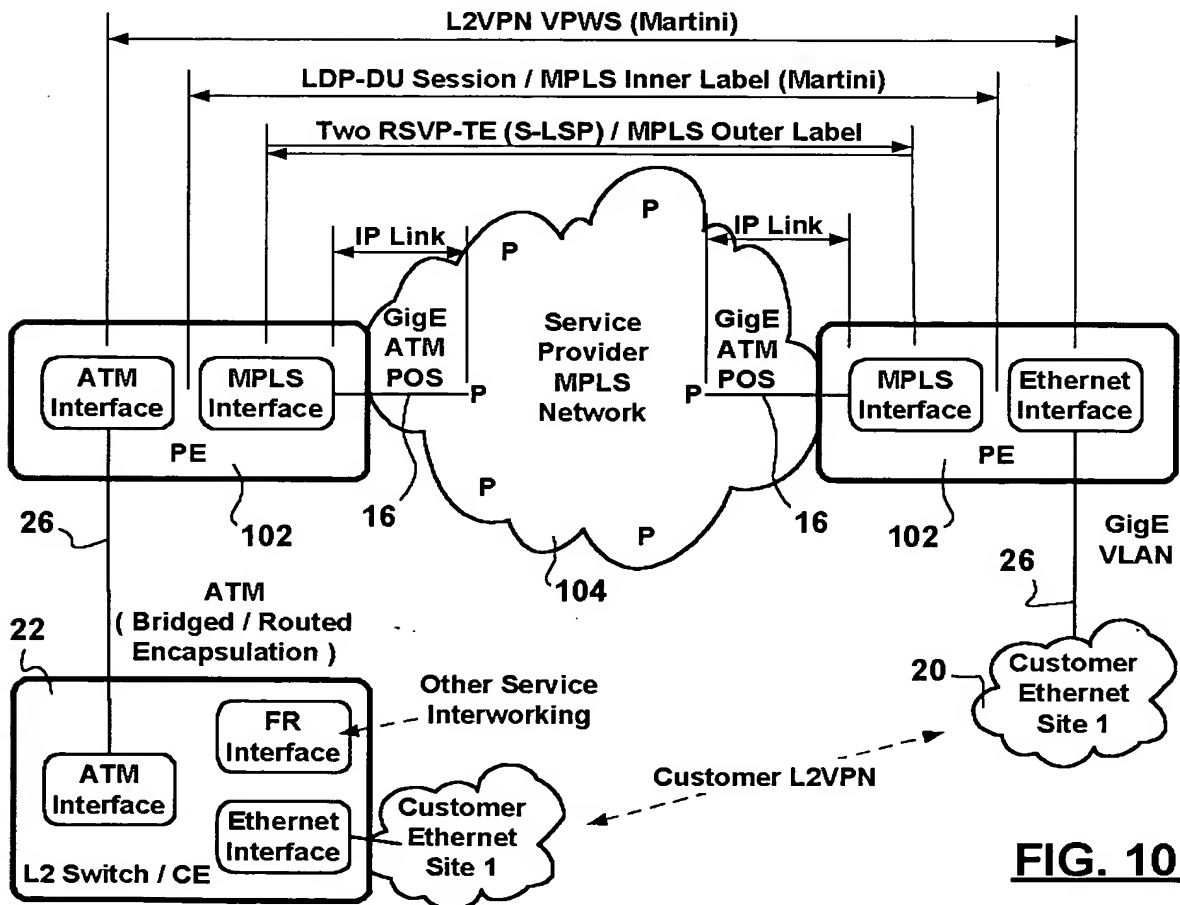 L2VPN VPWS (Martini)
LDP-DU Session / MPLS Inner Label (Martini)
Two RSVP-TE (S-LSP) / MPLS Outer Label
P
IP Link
P
P
IP Link
P
GigE
ATM
POS
Service
Provider
MPLS
Network
GigE
ATM
POS
ATM
Interface
MPLS
Interface
PE
P
P
MPLS
Interface
Ethernet
Interface
PE
26
102
16
P
104
P
16
102
GigE
VLAN
26
ATM
( Bridged / Routed
Encapsulation )
22
20
Customer
Ethernet
Site 1
Other Service
Interworking
FR
Interface
ATM
Interface
Ethernet
Interface
L2 Switch / CE
Customer
Ethernet
Site 1
Customer L2VPN
FIG. 10